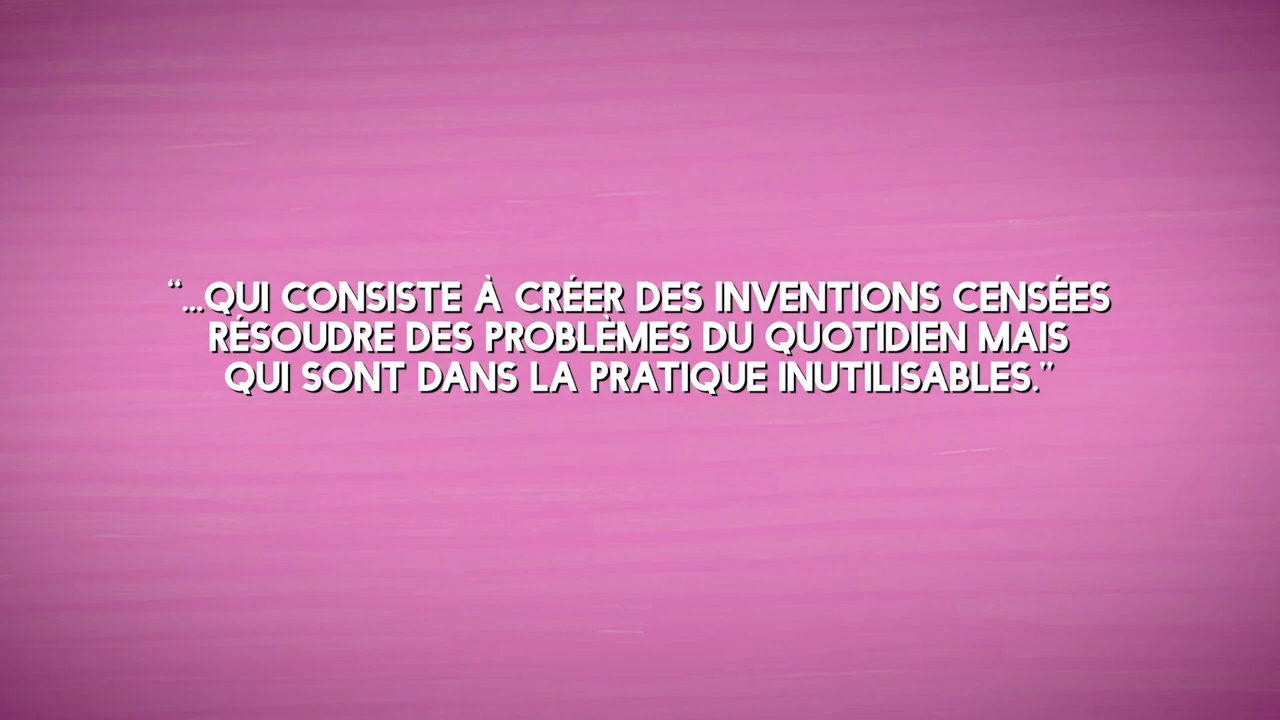 “...QUI CONSISTE À CRÉER DES INVENTIONS CENSÉES
RÉSOUDRE DES PROBLÈMES DU QUOTIDIEN MAIS
QUI SONT DANS LA PRATIQUE INUTILISABLES.”